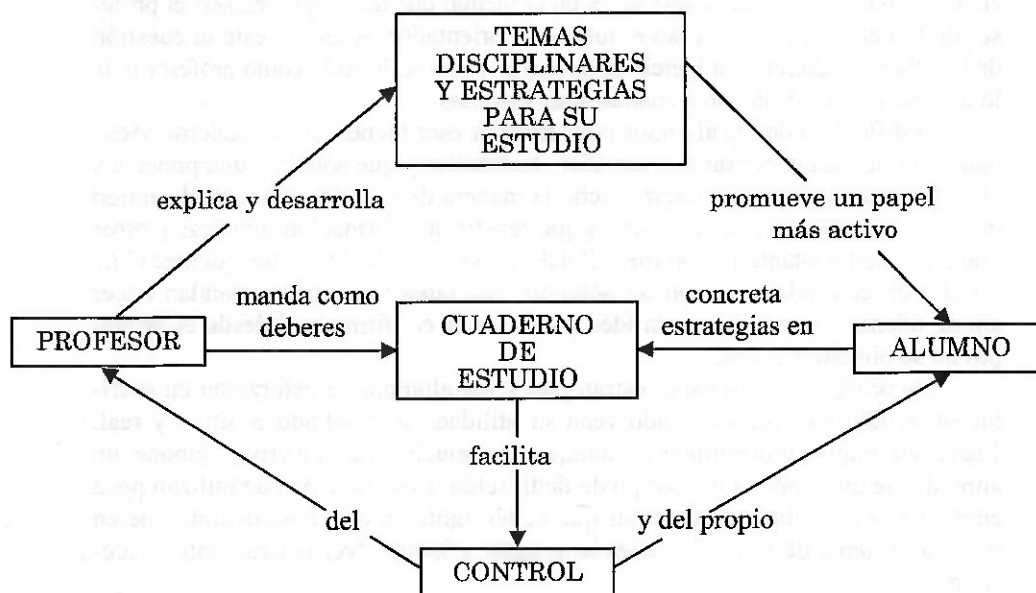 TEMAS
DISCIPLINARES
Y ESTRATEGIAS
PARA SU
ESTUDIO
explica y desarrolla
promueve un papel
más activo
manda como
deberes
concreta
estrategias en
PROFESOR
CUADERNO
DE
ESTUDIO
ALUMNO
facilita
del
y del propio
CONTROL